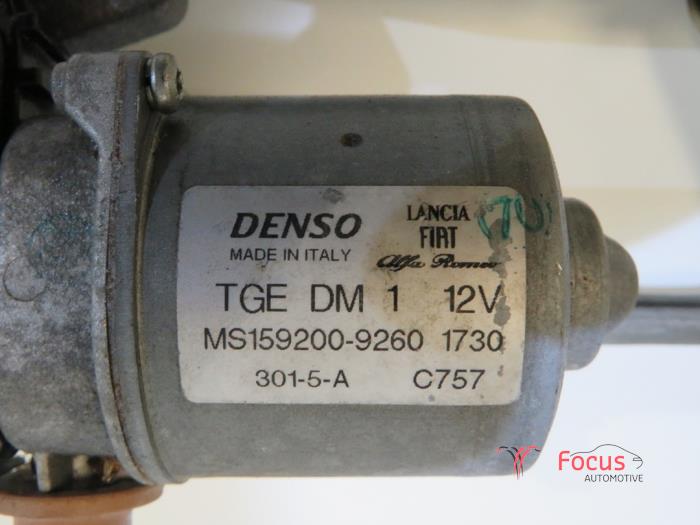 DENSO
MADE IN ITALY
LANCIA
FIAT
Alfa Romeo
TGE DM 1 12V
MS159200-9260 1730
301-5-A C757
Focus
AUTOMOTIVE